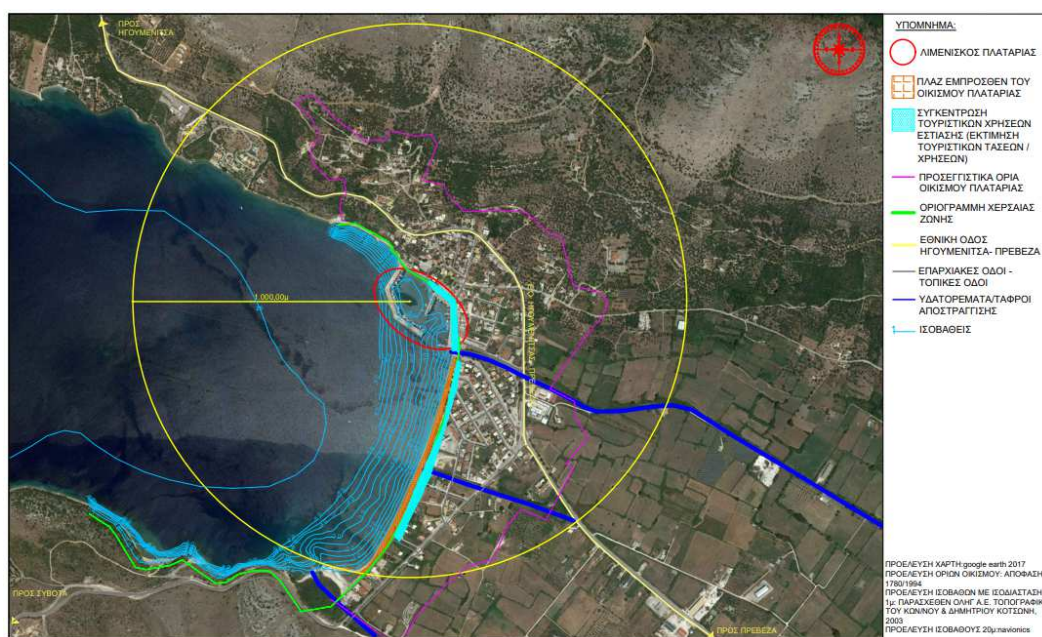 ΠΡΟΣ
ΗΓΟΥΜΕΝΙΤΣΑ
1.000,00μ
ΠΡΟΣ ΣΥΒΟΤΑ
ΠΡΟΣ ΠΡΕΒΕΖΑ
ΥΠΟΜΝΗΜΑ:
ΛΙΜΕΝΙΣΚΟΣ ΠΛΑΤΑΡΙΑΣ
ΠΛΑΖ ΕΜΠΡΟΣΘΕΝ ΤΟΥ
ΟΙΚΙΣΜΟΥ ΠΛΑΤΑΡΙΑΣ
ΣΥΓΚΕΝΤΡΩΣΗ
ΤΟΥΡΙΣΤΙΚΩΝ ΧΡΗΣΕΩΝ
ΕΣΤΙΑΣΗΣ (ΕΚΤΙΜΗΣΗ
ΤΟΥΡΙΣΤΙΚΩΝ ΤΑΣΕΩΝ /
ΧΡΗΣΕΩΝ)
ΠΡΟΣΕΓΓΙΣΤΙΚΑ ΟΡΙΑ
ΟΙΚΙΣΜΟΥ ΠΛΑΤΑΡΙΑΣ
ΟΡΙΟΓΡΑΜΜΗ ΧΕΡΣΑΙΑΣ
ΖΩΝΗΣ
ΕΘΝΙΚΗ ΟΔΟΣ
ΗΓΟΥΜΕΝΙΤΣΑ- ΠΡΕΒΕΖΑ
ΕΠΑΡΧΙΑΚΕΣ ΟΔΟΙ -
ΤΟΠΙΚΕΣ ΟΔΟΙ
ΥΔΑΤΟΡΕΜΑΤΑ/ΤΑΦΡΟΙ
ΑΠΟΣΤΡΑΓΓΙΣΗΣ
ΙΣΟΒΑΘΕΙΣ
ΠΡΟΕΛΕΥΣΗ ΧΑΡΤΗ:google earth 2017
ΠΡΟΕΛΕΥΣΗ ΟΡΙΩΝ ΟΙΚΙΣΜΟΥ: ΑΠΟΦΑΣΗ
1780/1994
ΠΡΟΕΛΕΥΣΗ ΙΣΟΒΑΘΩΝ ΜΕ ΙΣΟΔΙΑΣΤΑΣΗ
1μ: ΠΑΡΑΣΧΕΘΕΝ ΟΛΗΓ Α.Ε. ΤΟΠΟΓΡΑΦΙΚ
ΤΟΥ ΚΩΝ/ΝΟΥ & ΔΗΜΗΤΡΙΟΥ ΚΟΤΣΩΝΗ,
2003
ΠΡΟΕΛΕΥΣΗ ΙΣΟΒΑΘΟΥΣ 20μ:navionics